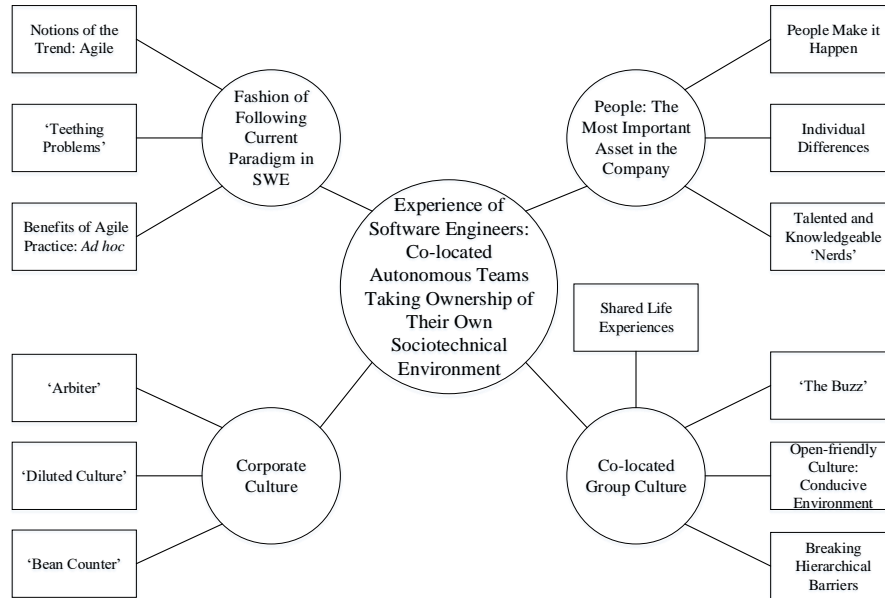 Notions of the
Trend: Agile
‘Teething
Problems’
Benefits of Agile
Practice: Ad hoc
Fashion of
Following
Current
Paradigm in
SWE
People: The
Most Important
Asset in the
Company
People Make it
Happen
Individual
Differences
Talented and
Knowledgeable
‘Nerds’
Experience of
Software Engineers:
Co-located
Autonomous Teams
Taking Ownership of
Their Own
Sociotechnical
Environment
Shared Life
Experiences
‘Arbiter’
‘Diluted Culture’
‘Bean Counter’
Corporate
Culture
Co-located
Group Culture
‘The Buzz’
Open-friendly
Culture:
Conducive
Environment
Breaking
Hierarchical
Barriers